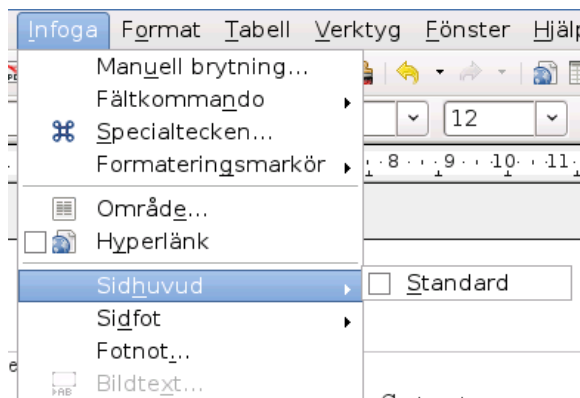 Infoga Format Tabell Verktyg Fönster Hjälp
Manuell brytning...
Fältkommando
12
Specialtecken...
Formateringsmarkör
8 9 10 11
Område...
Hyperlänk
Sidhuvud
Standard
Sidfot
Fotnot...
Bildtext...